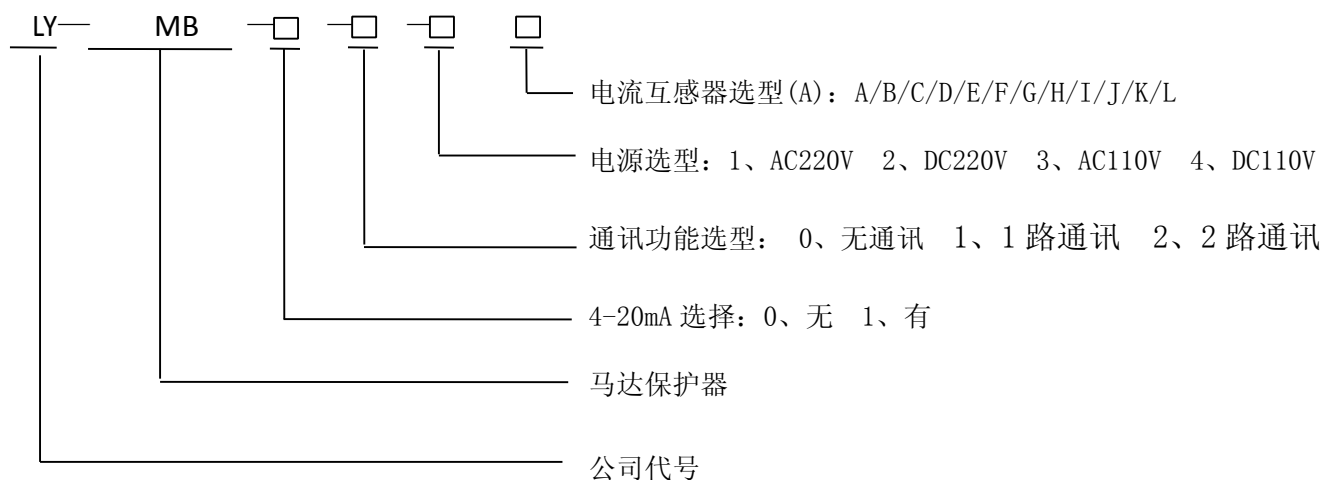 LY— MB —□ —□ —□ □
电流互感器选型(A): A/B/C/D/E/F/G/H/I/J/K/L
电源选型：1、AC220V 2、DC220V 3、AC110V 4、DC110V
通讯功能选型： 0、无通讯 1、1路通讯 2、2路通讯
4-20mA 选择：0、无 1、有
马达保护器
公司代号